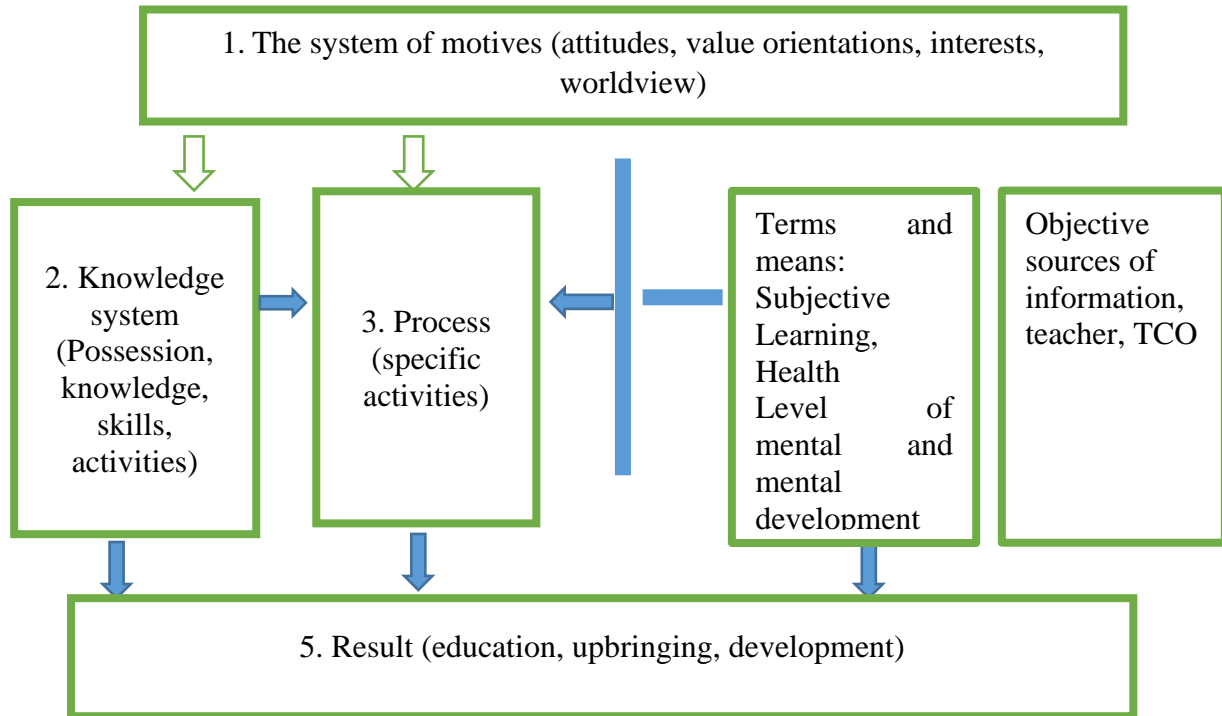 1. The system of motives (attitudes, value orientations, interests,
worldview)
2. Knowledge
system
(Possession,
knowledge,
skills,
activities)
3. Process
(specific
activities)
Terms and
means:
Subjective
Learning,
Health
Level of
mental and
mental
development
Objective
sources of
information,
teacher, TCO
5. Result (education, upbringing, development)